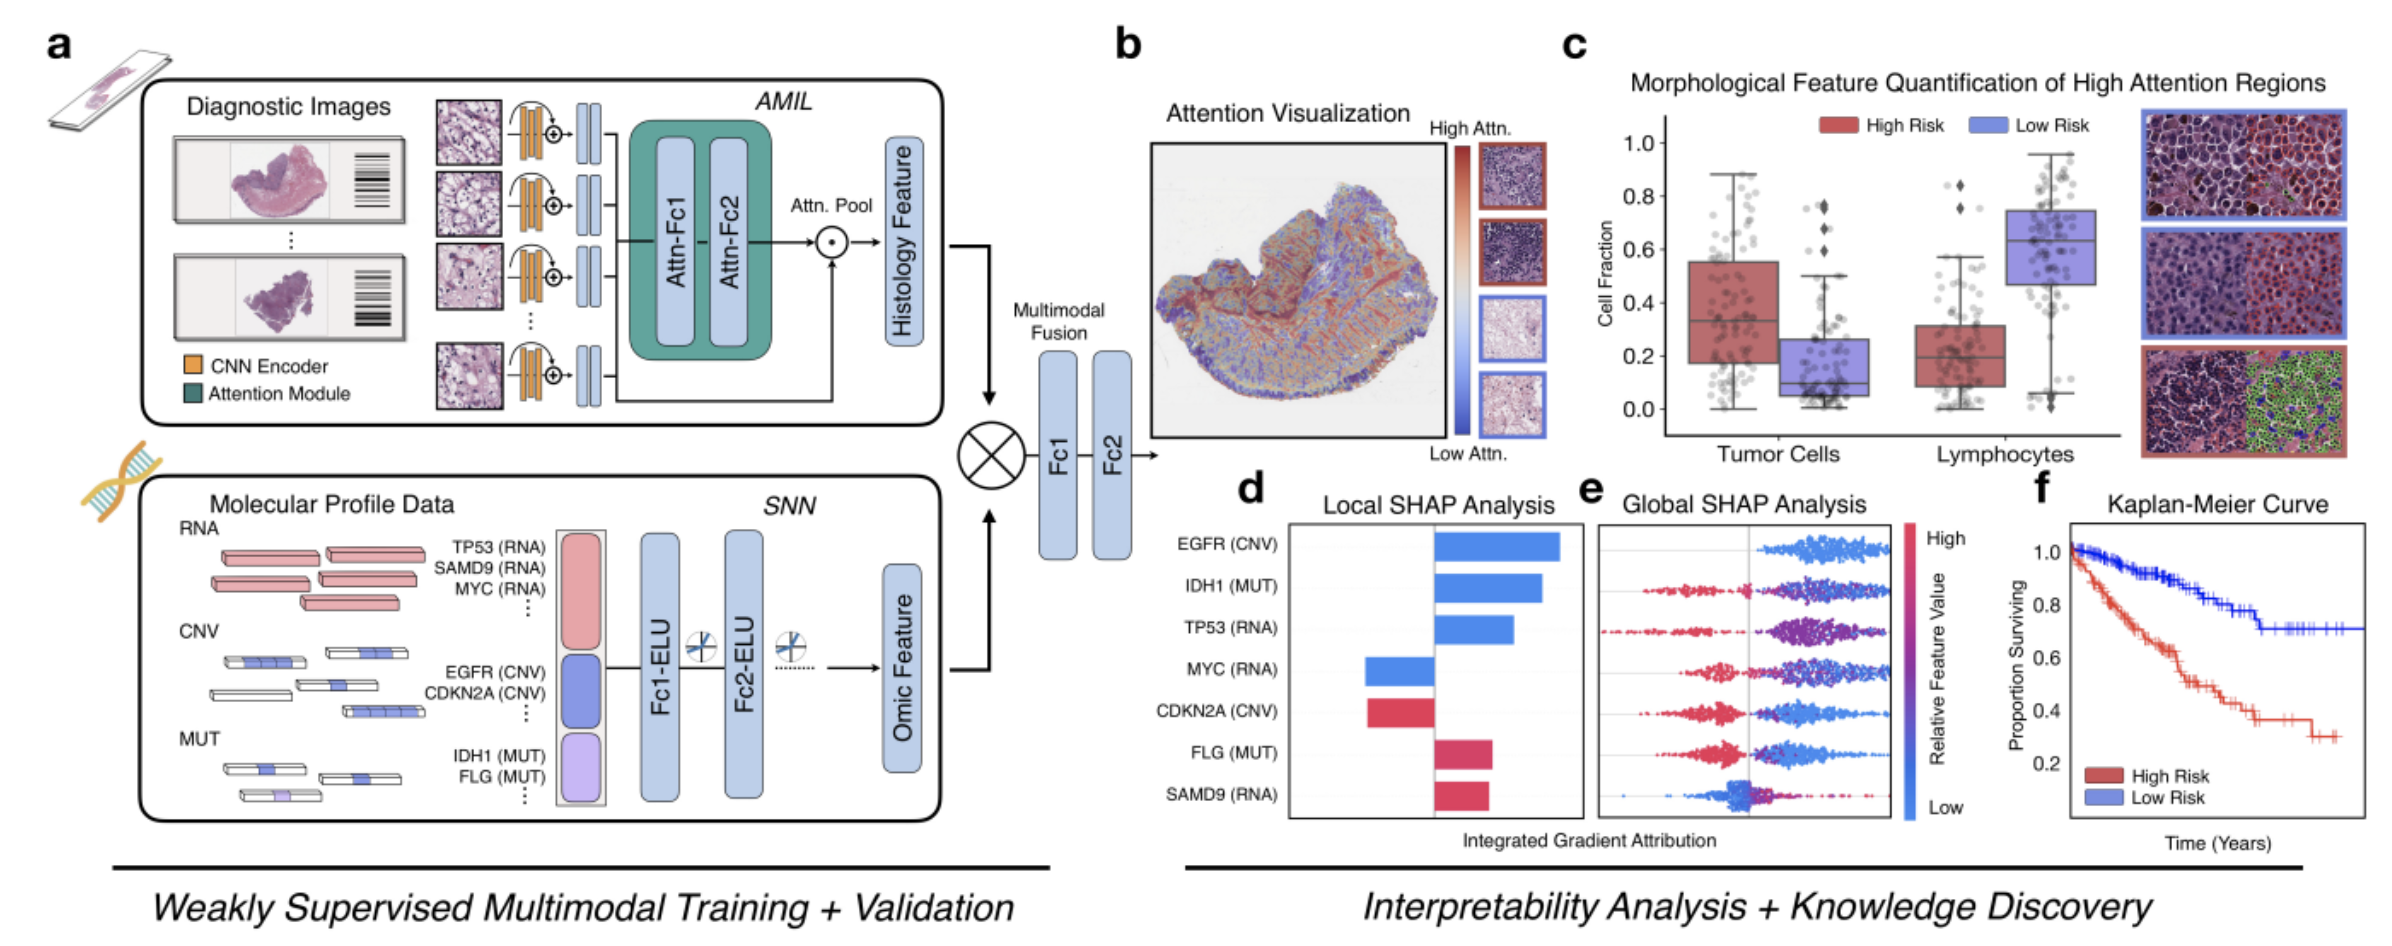 a
Diagnostic Images
AMIL
CNN Encoder
Attention Module
Attn-Fc1
Attn-Fc2
Attn. Pool
Histology Feature
Molecular Profile Data
SNN
RNA
TP53 (RNA)
SAMD9 (RNA)
MYC (RNA)
CNV
EGFR (CNV)
CDKN2A (CNV)
MUT
IDH1 (MUT)
FLG (MUT)
Fc1-ELU
Fc2-ELU
Omic Feature
Multimodal
Fusion
Fc1
Fc2
Weakly Supervised Multimodal Training + Validation
b
Attention Visualization
High Attn.
Low Attn.
c
Morphological Feature Quantification of High Attention Regions
High Risk
Low Risk
Cell Fraction
1.0
0.8
0.6
0.4
0.2
0.0
Tumor Cells
Lymphocytes
d
Local SHAP Analysis
EGFR (CNV)
IDH1 (MUT)
TP53 (RNA)
MYC (RNA)
CDKN2A (CNV)
FLG (MUT)
SAMD9 (RNA)
e
Global SHAP Analysis
High
Relative Feature Value
Low
Integrated Gradient Attribution
f
Kaplan-Meier Curve
Proportion Surviving
1.0
0.8
0.6
0.4
0.2
High Risk
Low Risk
Time (Years)
Interpretability Analysis + Knowledge Discovery